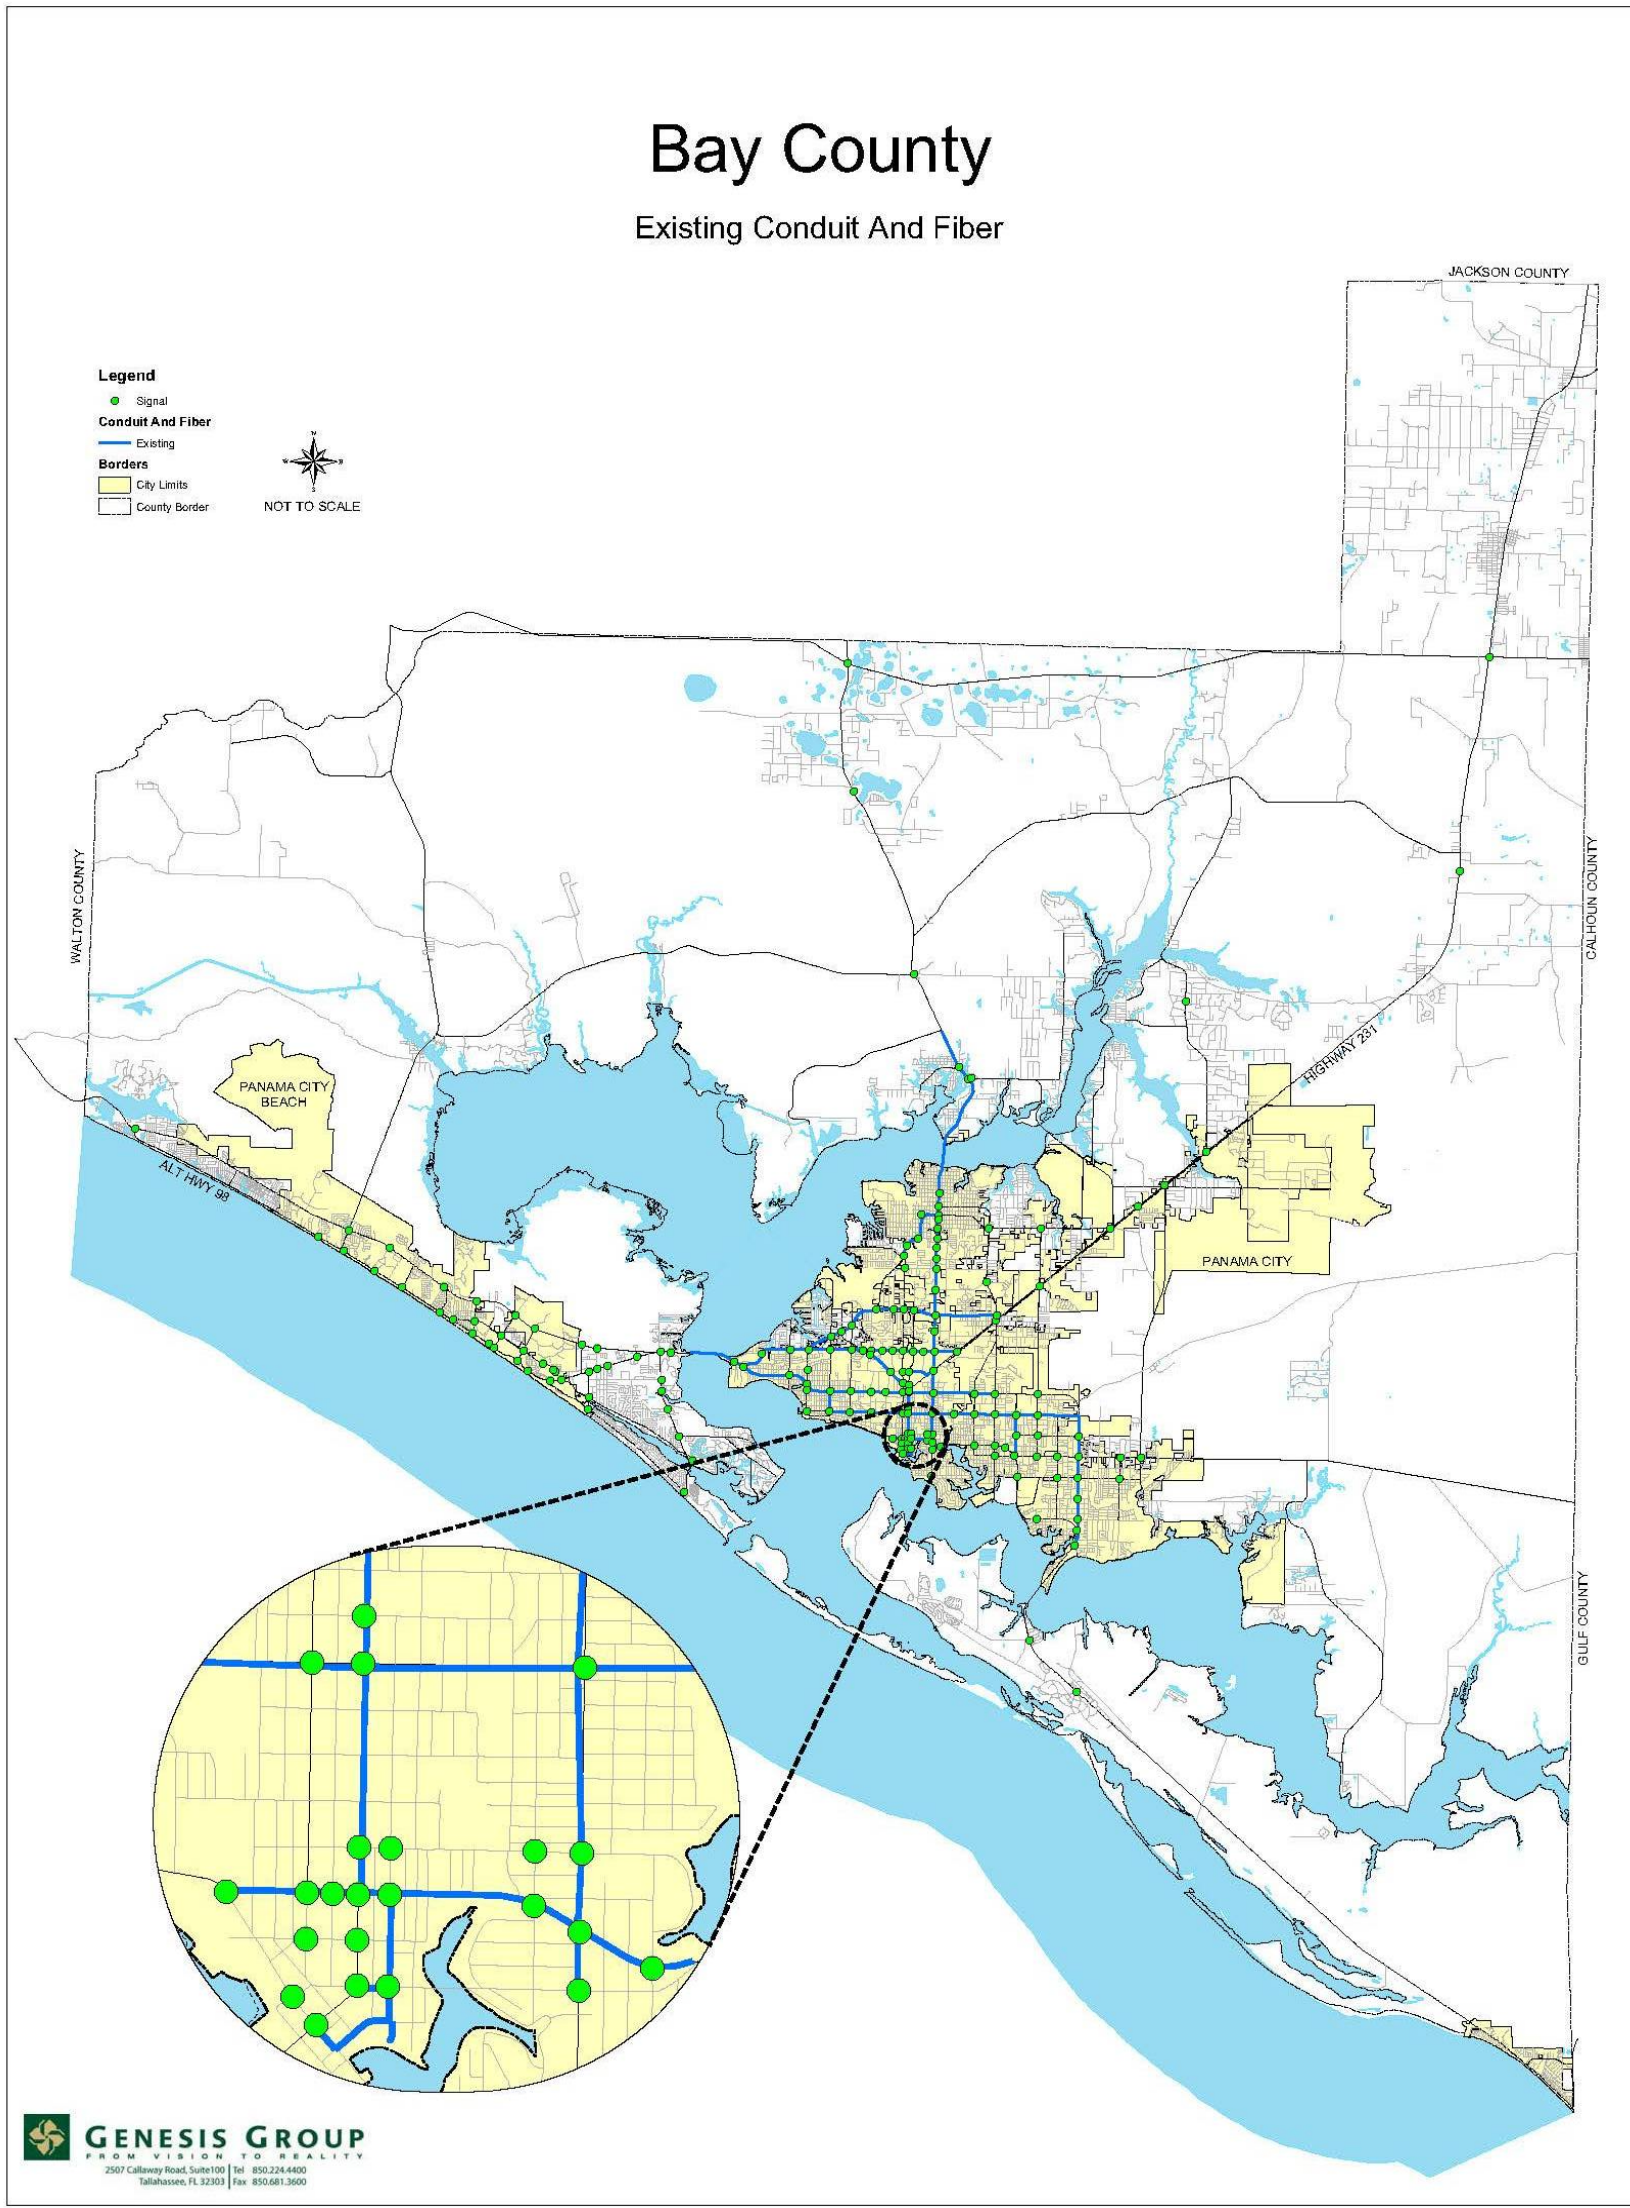 Bay County
Existing Conduit And Fiber
JACKSON COUNTY
Legend
Signal
Conduit And Fiber
Existing
Borders
City Limits
County Border
N
S
NOT TO SCALE
WALTON COUNTY
CALHOUN COUNTY
HIGHWAY 231
PANAMA CITY
BEACH
ALT HWY 98
PANAMA CITY
GULF COUNTY
GENESIS GROUP
FROM VISION TO REALITY
2507 Callaway Road, Suite100 | Tel 850.224.4400
Tallahassee, FL 32303 | Fax 850.681.3600